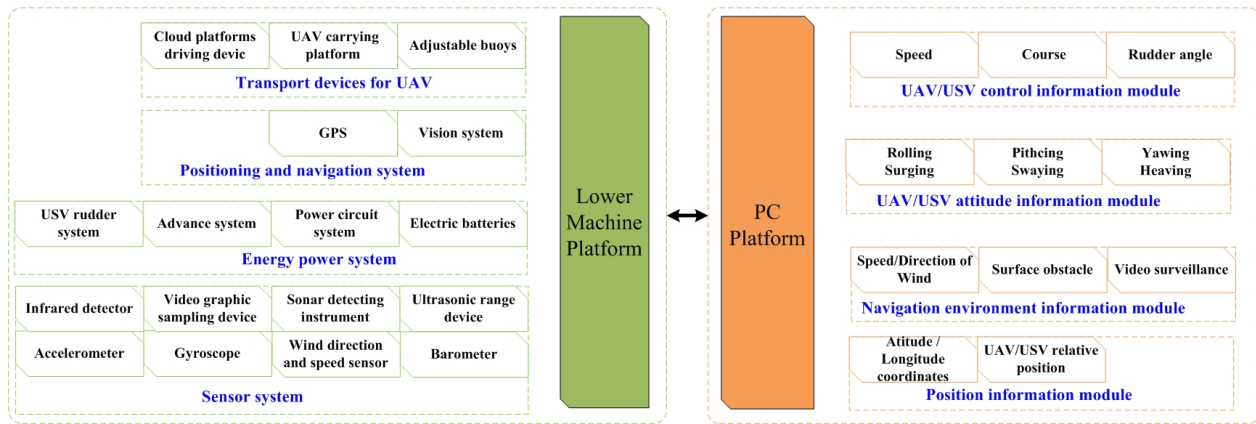 Cloud platforms
driving devic
UAV carrying
platform
Adjustable buoys
Transport devices for UAV
GPS
Vision system
Positioning and navigation system
USV rudder
system
Advance system
Power circuit
system
Electric batteries
Energy power system
Infrared detector
Video graphic
sampling device
Sonar detecting
instrument
Ultrasonic range
device
Accelerometer
Gyroscope
Wind direction
and speed sensor
Barometer
Sensor system
Lower
Machine
Platform
PC
Platform
Speed
Course
Rudder angle
UAV/USV control information module
Rolling
Surging
Pithcing
Swaying
Yawing
Heaving
UAV/USV attitude information module
Speed/Direction of
Wind
Surface obstacle
Video surveillance
Navigation environment information module
Atitude /
Longitude
coordinates
UAV/USV relative
position
Position information module